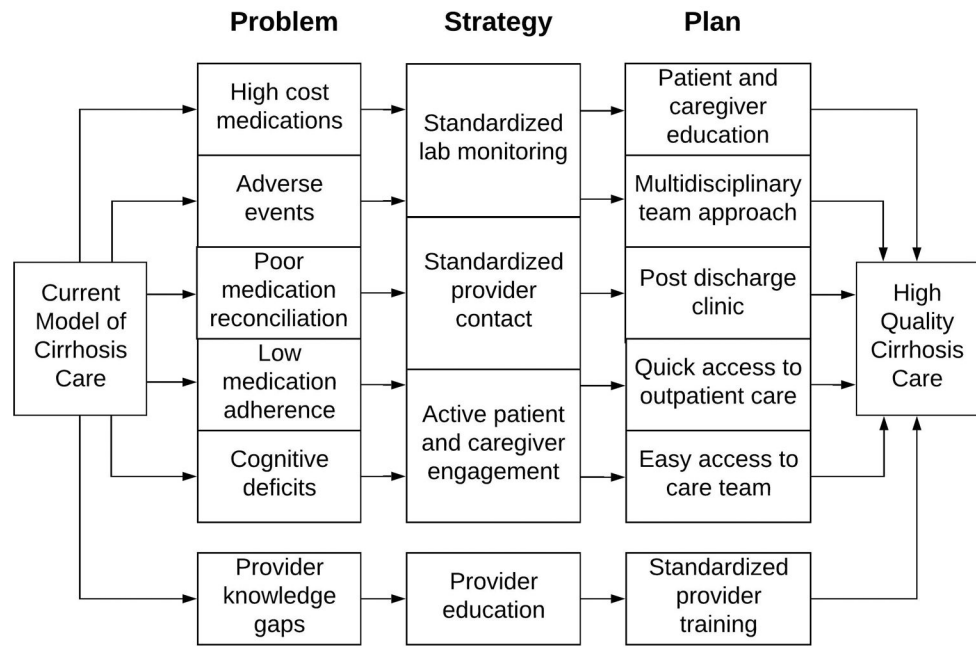 Problem
Strategy
Plan
High cost
medications
Adverse
events
Poor
medication
reconciliation
Low
medication
adherence
Cognitive
deficits
Provider
knowledge
gaps
Current
Model of
Cirrhosis
Care
Standardized
lab monitoring
Standardized
provider
contact
Active patient
and caregiver
engagement
Provider
education
Patient and
caregiver
education
Multidisciplinary
team approach
Post discharge
clinic
Quick access to
outpatient care
Easy access to
care team
Standardized
provider
training
High
Quality
Cirrhosis
Care